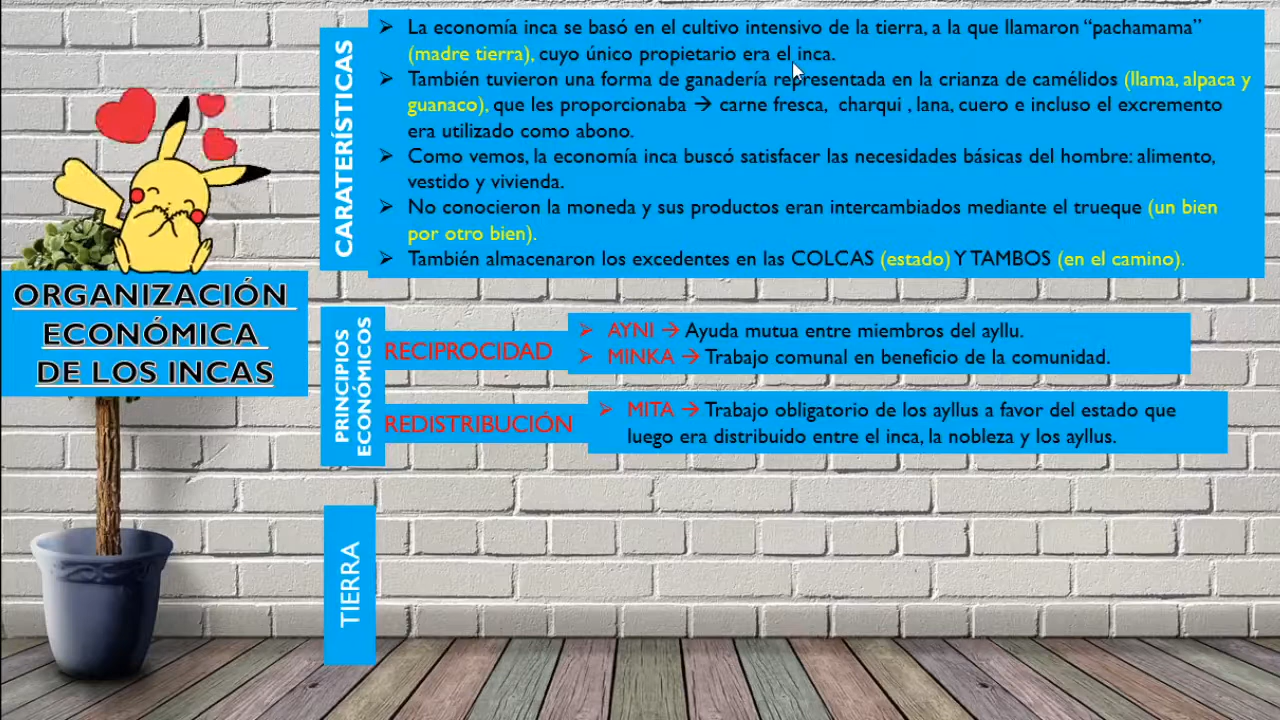 ORGANIZACIÓN
ECONÓMICA
DE LOS INCAS
CARATERÍSTICAS
➢ La economía inca se basó en el cultivo intensivo de la tierra, a la que llamaron “pachamama”
(madre tierra), cuyo único propietario era el inca.
➢ También tuvieron una forma de ganadería representada en la crianza de camélidos (llama, alpaca y
guanaco), que les proporcionaba → carne fresca, charqui , lana, cuero e incluso el excremento
era utilizado como abono.
➢ Como vemos, la economía inca buscó satisfacer las necesidades básicas del hombre: alimento,
vestido y vivienda.
➢ No conocieron la moneda y sus productos eran intercambiados mediante el trueque (un bien
por otro bien).
➢ También almacenaron los excedentes en las COLCAS (estado) Y TAMBOS (en el camino).
PRINCIPIOS
ECONÓMICOS
RECIPROCIDAD
➢ AYNI → Ayuda mutua entre miembros del ayllu.
➢ MINKA → Trabajo comunal en beneficio de la comunidad.
REDISTRIBUCIÓN
➢ MITA → Trabajo obligatorio de los ayllus a favor del estado que
luego era distribuido entre el inca, la nobleza y los ayllus.
TIERRA